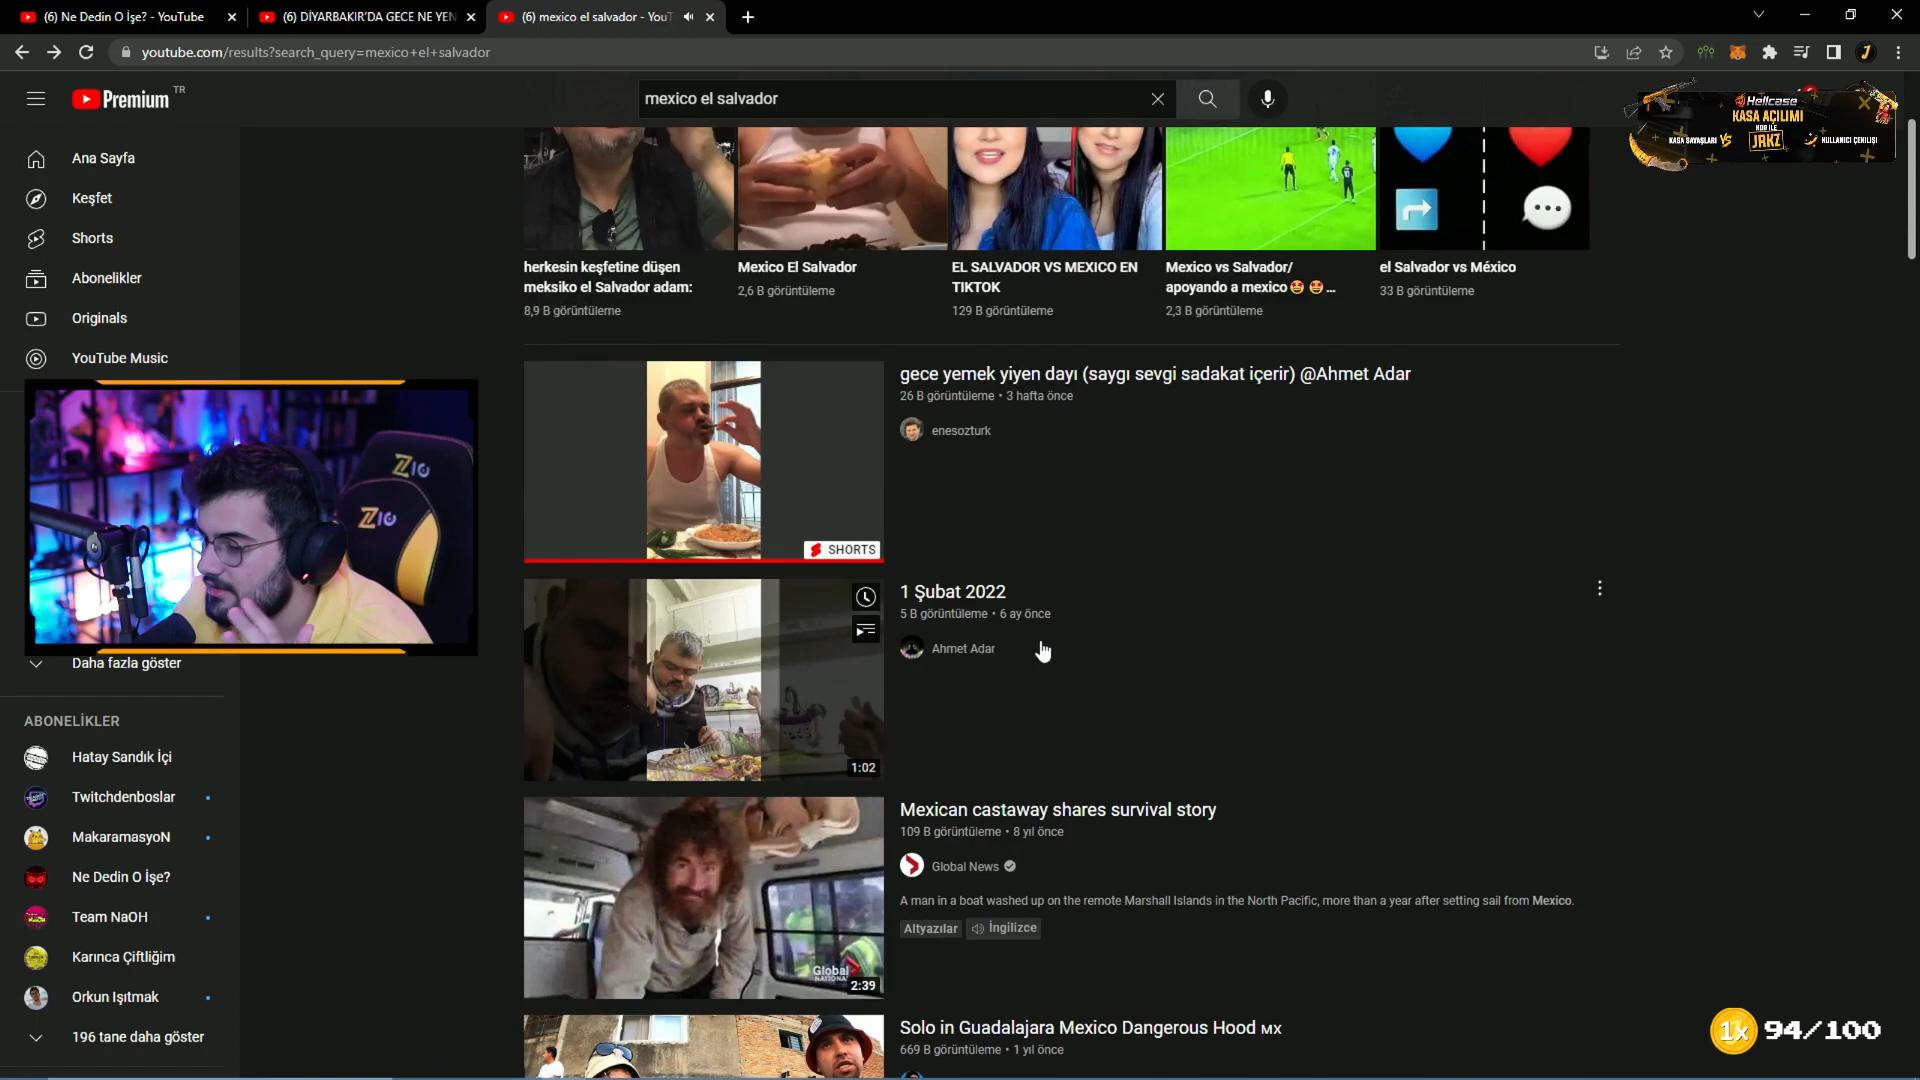 (6) Ne Dedin O İşe? - YouTube
(6) DİYARBAKIR'DA GECE NE YEN
(6) mexico el salvador - YouT
youtube.com/results?search_query=mexico+el+salvador
J
Premium TR
mexico el salvador
Hellcase
KASA AÇILIMI
KOD İLE
KASA SAVAŞLARI VS JRKZ KULLANICI ÇEKİLİŞİ
Ana Sayfa
Keşfet
Shorts
Abonelikler
Originals
YouTube Music
herkesin keşfetine düşen
meksiko el Salvador adam:
8,9 B görüntüleme
Mexico El Salvador
2,6 B görüntüleme
EL SALVADOR VS MEXICO EN
TIKTOK
129 B görüntüleme
Mexico vs Salvador/
apoyando a mexico🤩 🤩 ...
2,3 B görüntüleme
el Salvador vs México
33 B görüntüleme
gece yemek yiyen dayı (saygı sevgi sadakat içerir) @Ahmet Adar
26 B görüntüleme • 3 hafta önce
enesozturk
SHORTS
ZIG
ZIG
1 Şubat 2022
5 B görüntüleme • 6 ay önce
Ahmet Adar
1:02
Daha fazla göster
ABONELİKLER
Hatay Sandık İçi
Twitchdenboslar
MakaramasyoN
Ne Dedin O İşe?
Team NaOH
Karınca Çiftliğim
Orkun Işıtmak
196 tane daha göster
Mexican castaway shares survival story
109 B görüntüleme • 8 yıl önce
Global News
A man in a boat washed up on the remote Marshall Islands in the North Pacific, more than a year after setting sail from Mexico.
Altyazılar İngilizce
Global
NATIONAL
2:39
Solo in Guadalajara Mexico Dangerous Hood MX
669 B görüntüleme • 1 yıl önce
1x 94/100